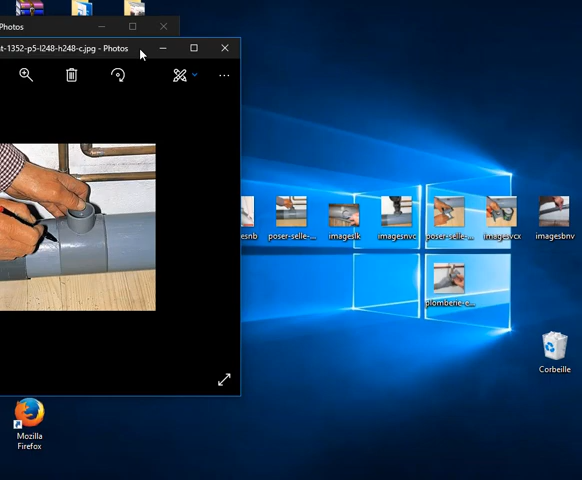 Photos
t-1352-p5-l248-h248-c.jpg - Photos
esnb
poser-selle-...
imageslk
imagesnvc
poser-selle-...
imagesvcx
imagesbnv
plomberie-e...
Corbeille
Mozilla
Firefox